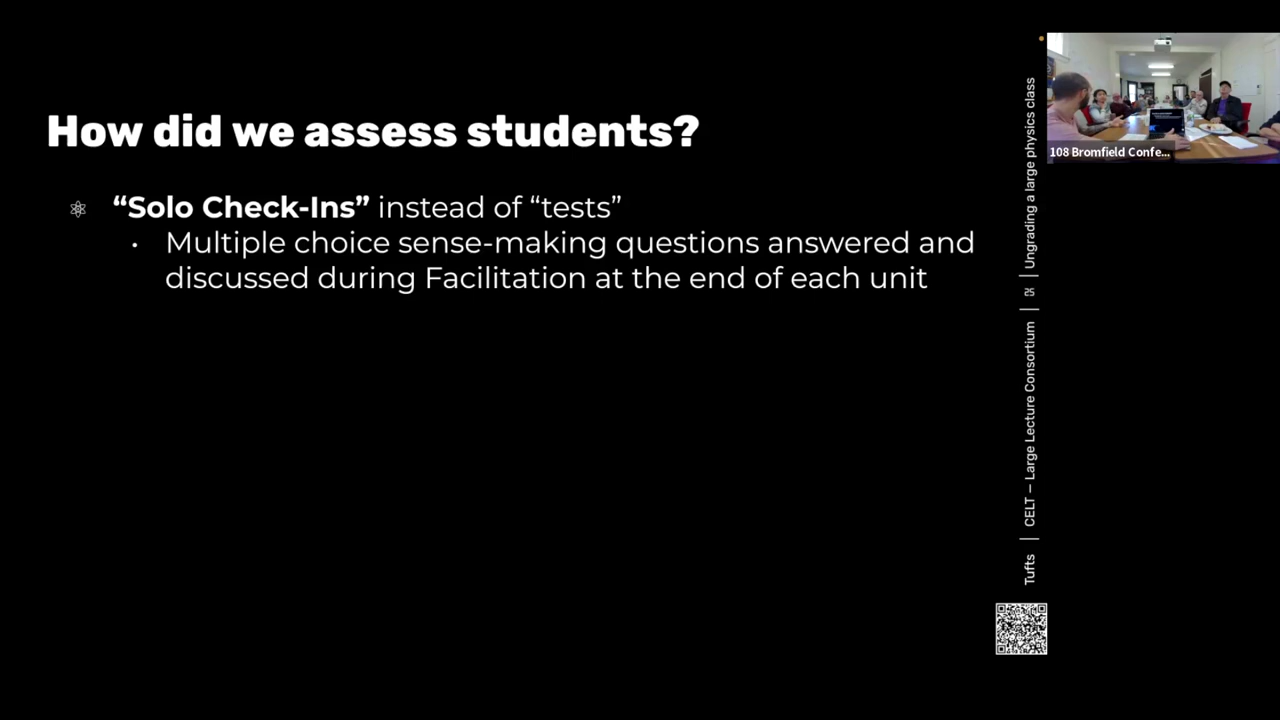 How did we assess students?
“Solo Check-Ins” instead of “tests”
• Multiple choice sense-making questions answered and
discussed during Facilitation at the end of each unit
Tufts | CELT – Large Lecture Consortium | 25 | Ungrading a large physics class
108 Bromfield Confe...